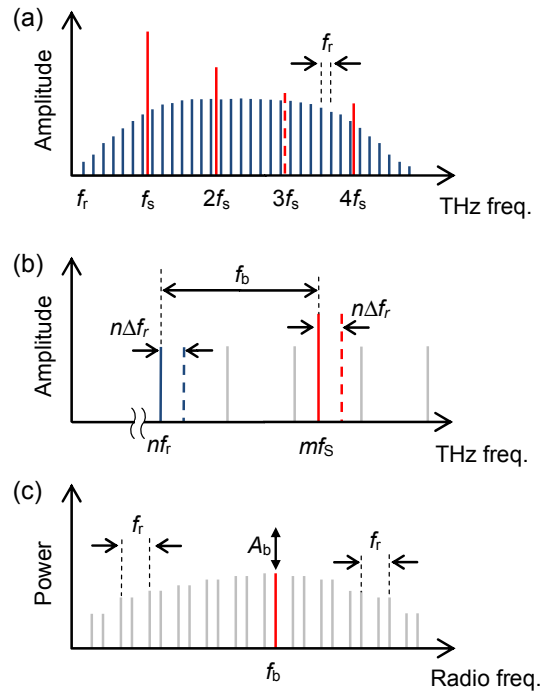 (a)
Amplitude
fr
fr
fs
2fs
3fs
4fs
THz freq.
(b)
Amplitude
fb
nΔfr
nΔfr
nfr
mfS
THz freq.
(c)
Power
fr
Ab
fr
fb
Radio freq.